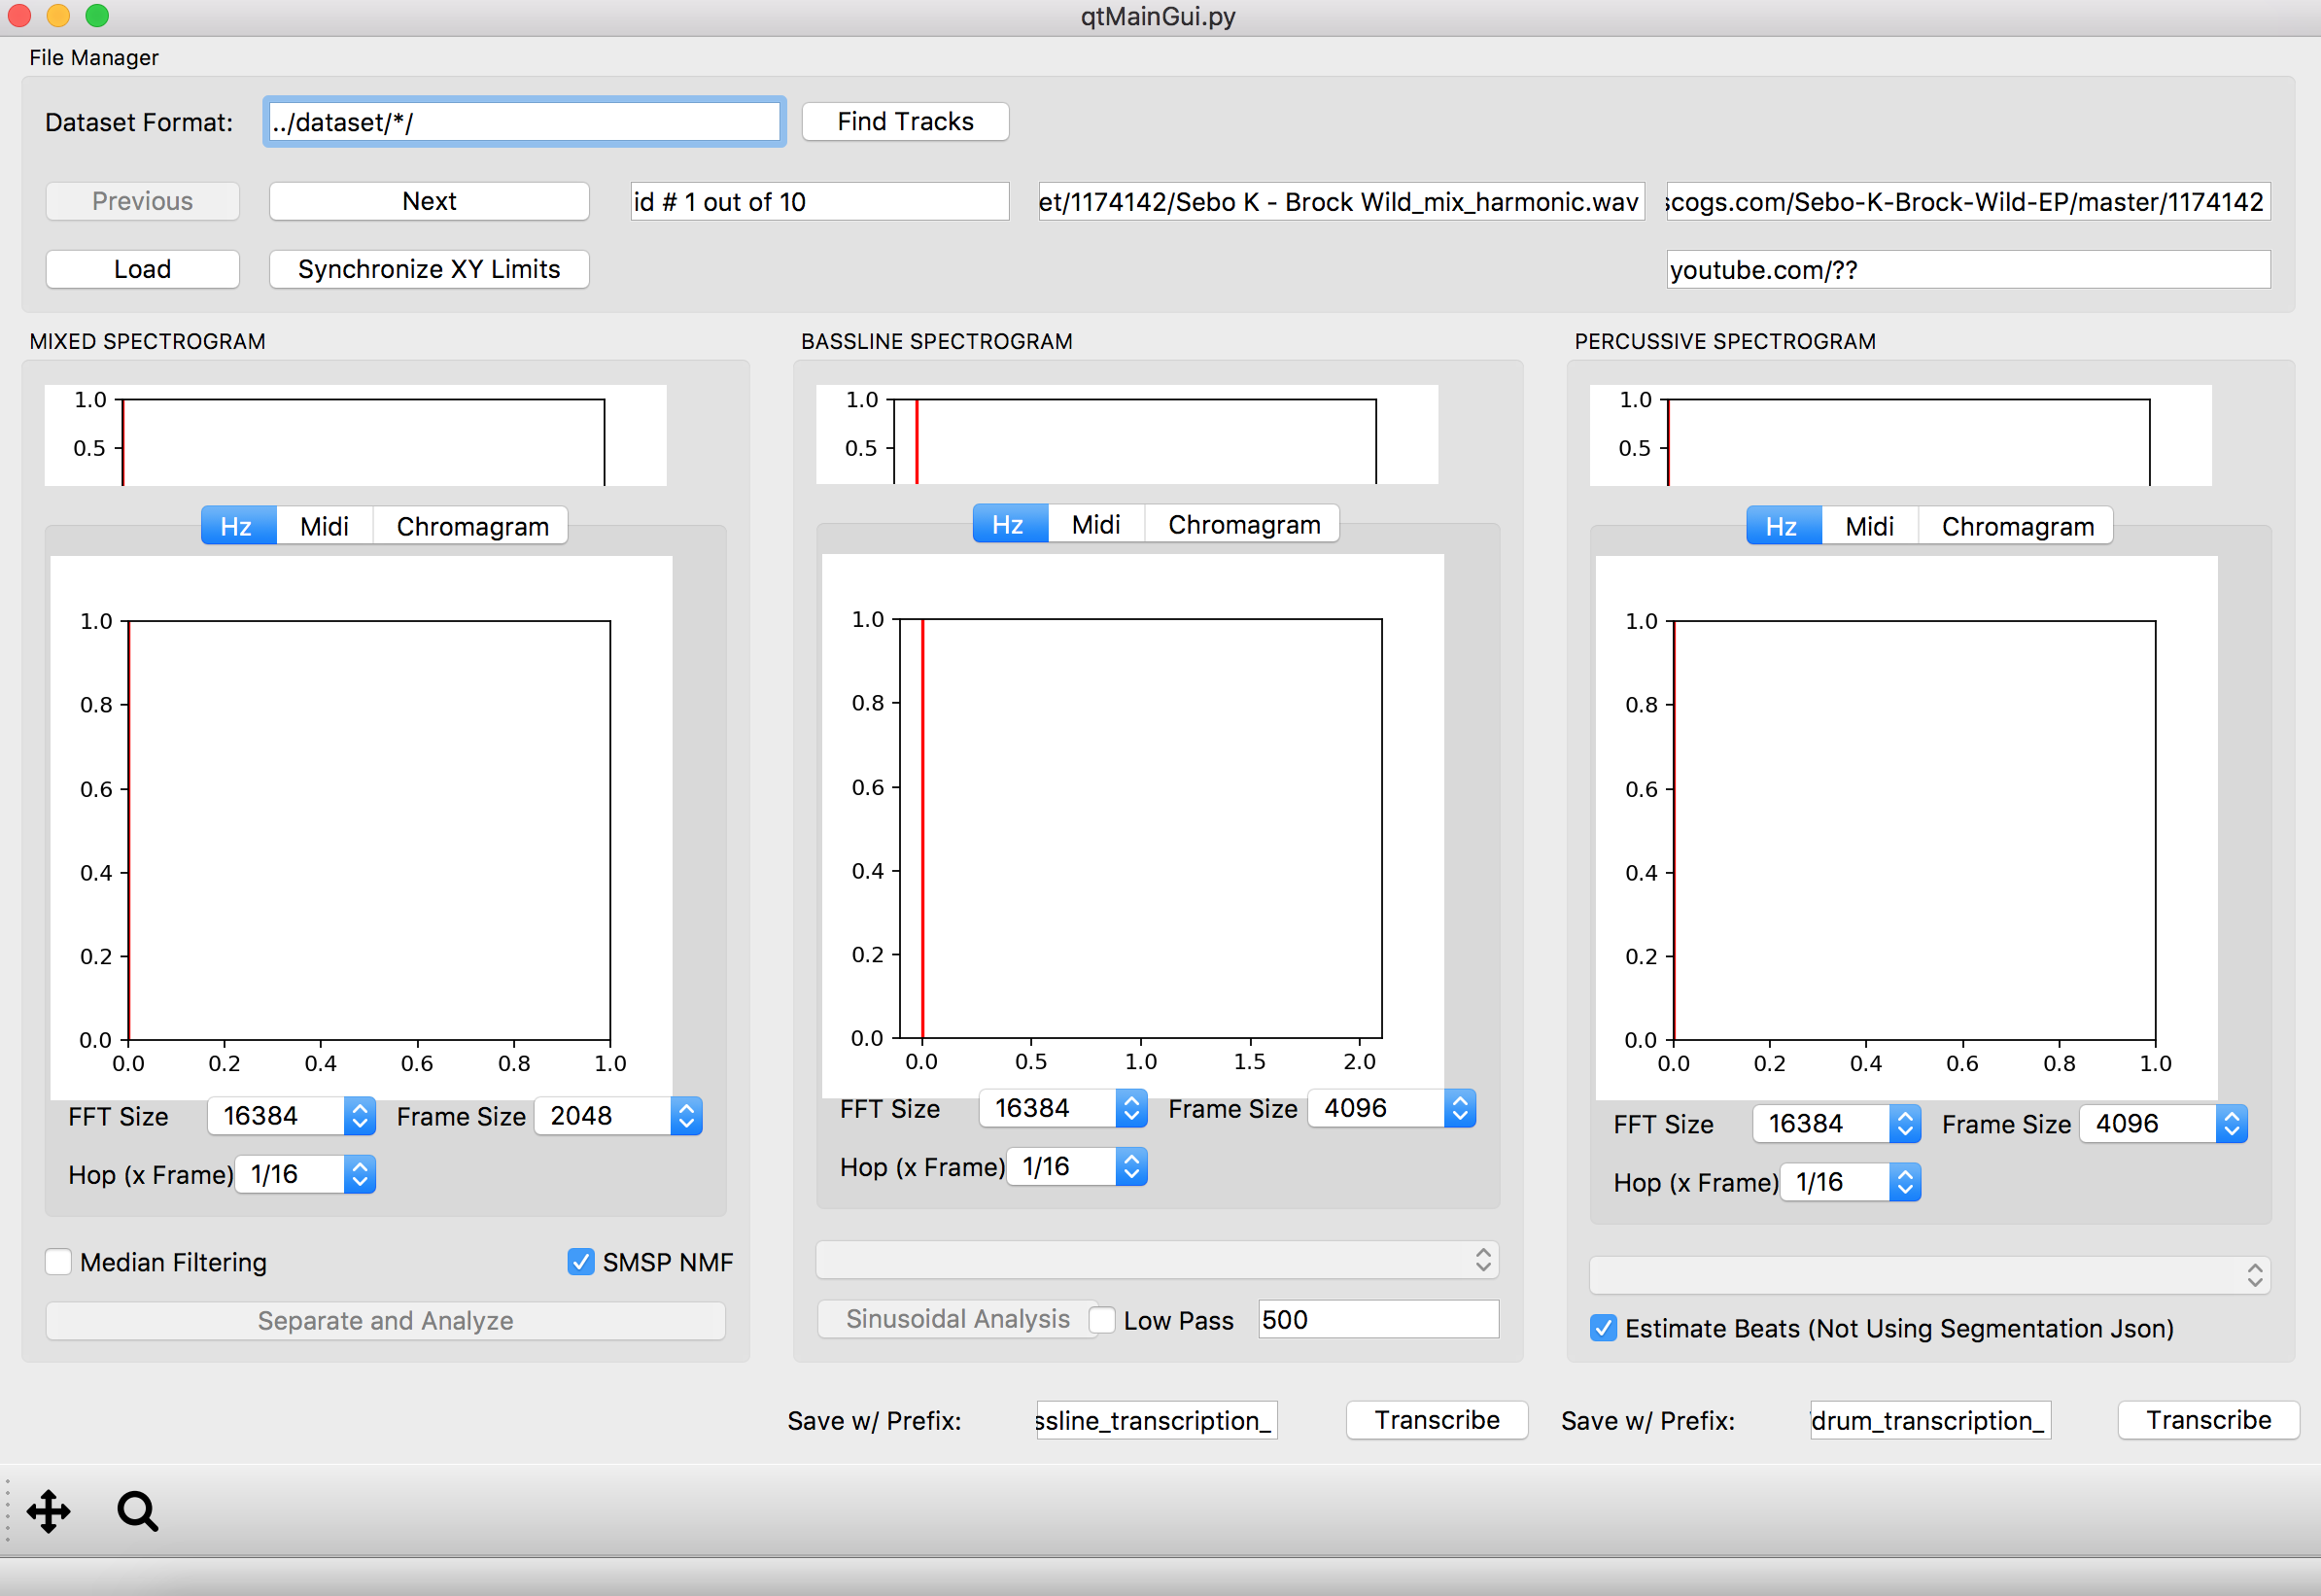 qtMainGui.py
File Manager
Dataset Format: ../dataset/*/ Find Tracks
Previous Next id # 1 out of 10 et/1174142/Sebo K - Brock Wild_mix_harmonic.wav scogs.com/Sebo-K-Brock-Wild-EP/master/1174142
Load Synchronize XY Limits youtube.com/??
MIXED SPECTROGRAM
1.0
0.5
Hz Midi Chromagram
1.0
0.8
0.6
0.4
0.2
0.0
0.0 0.2 0.4 0.6 0.8 1.0
FFT Size 16384 Frame Size 2048
Hop (x Frame) 1/16
Median Filtering SMSP NMF
Separate and Analyze
BASSLINE SPECTROGRAM
1.0
0.5
Hz Midi Chromagram
1.0
0.8
0.6
0.4
0.2
0.0
0.0 0.5 1.0 1.5 2.0
FFT Size 16384 Frame Size 4096
Hop (x Frame) 1/16
Sinusoidal Analysis Low Pass 500
Save w/ Prefix: ssline_transcription_ Transcribe
PERCUSSIVE SPECTROGRAM
1.0
0.5
Hz Midi Chromagram
1.0
0.8
0.6
0.4
0.2
0.0
0.0 0.2 0.4 0.6 0.8 1.0
FFT Size 16384 Frame Size 4096
Hop (x Frame) 1/16
Estimate Beats (Not Using Segmentation Json)
Save w/ Prefix: drum_transcription_ Transcribe